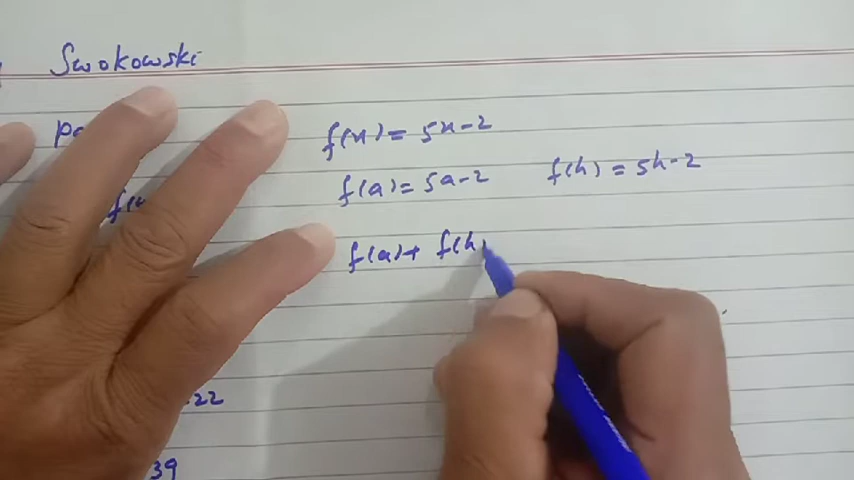 Swokowski
f(x) = 5x-2
f(a) = 5a-2 f(h) = 5h-2
f(a)+ f(h)
22
39